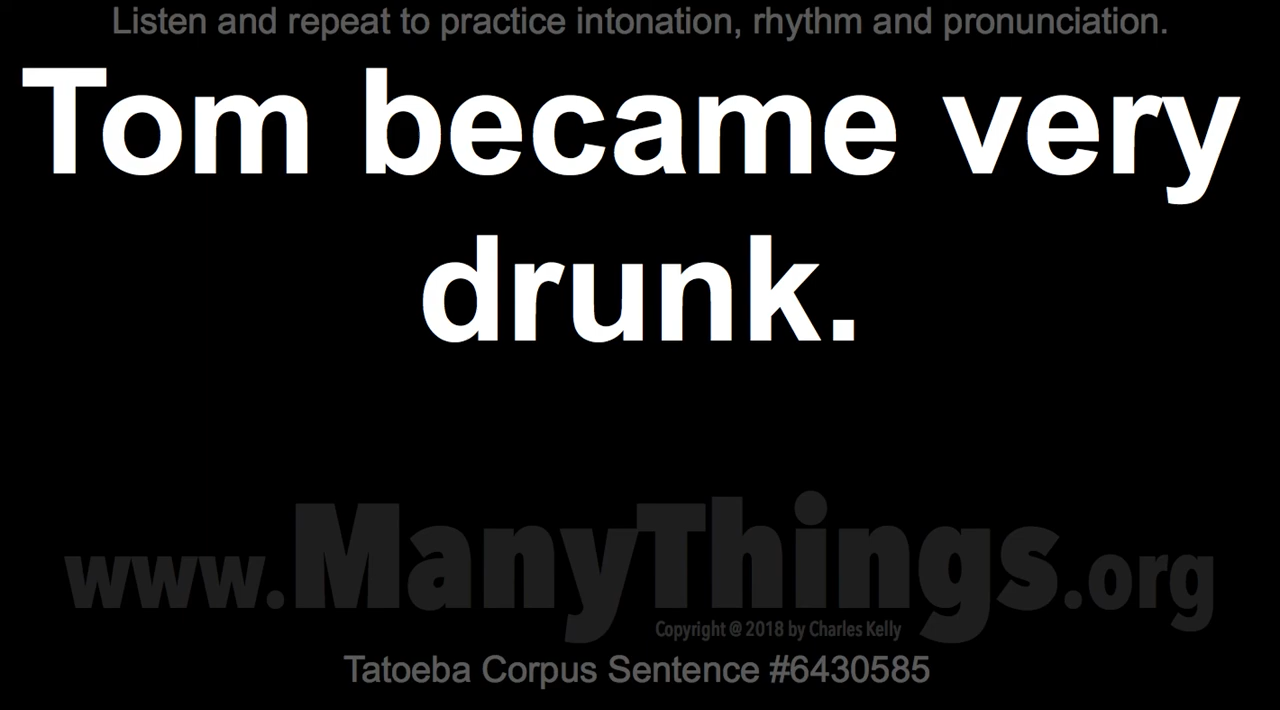 Listen and repeat to practice intonation, rhythm and pronunciation.
Tom became very
drunk.
www.ManyThings.org
Copyright @ 2018 by Charles Kelly
Tatoeba Corpus Sentence #6430585